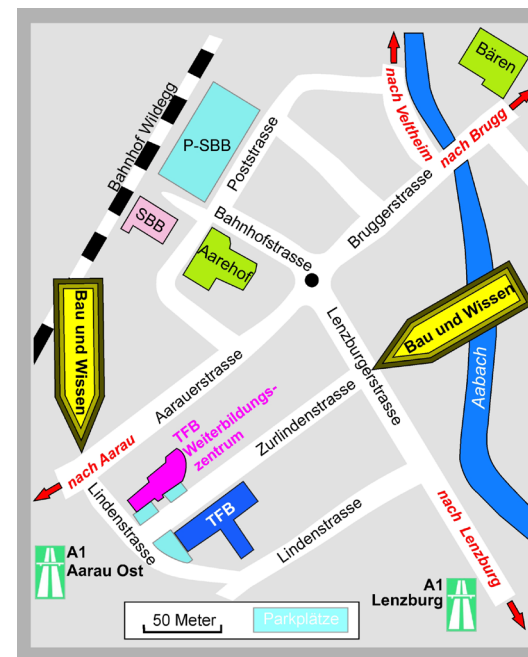 Bären
nach Veltheim
nach Brugg
Bahnhof Wildegg
P-SBB
Poststrasse
SBB
Bahnhofstrasse
Bruggerstrasse
Aarehof
Bau und Wissen
Bau und Wissen
Lenzburgerstrasse
Aabach
Aarauerstrasse
TFB
Weiterbildungs-
zentrum
Zurlindenstrasse
nach Aarau
Lindenstrasse
TFB
Lindenstrasse
nach Lenzburg
A1
Aarau Ost
A1
Lenzburg
50 Meter
Parkplätze